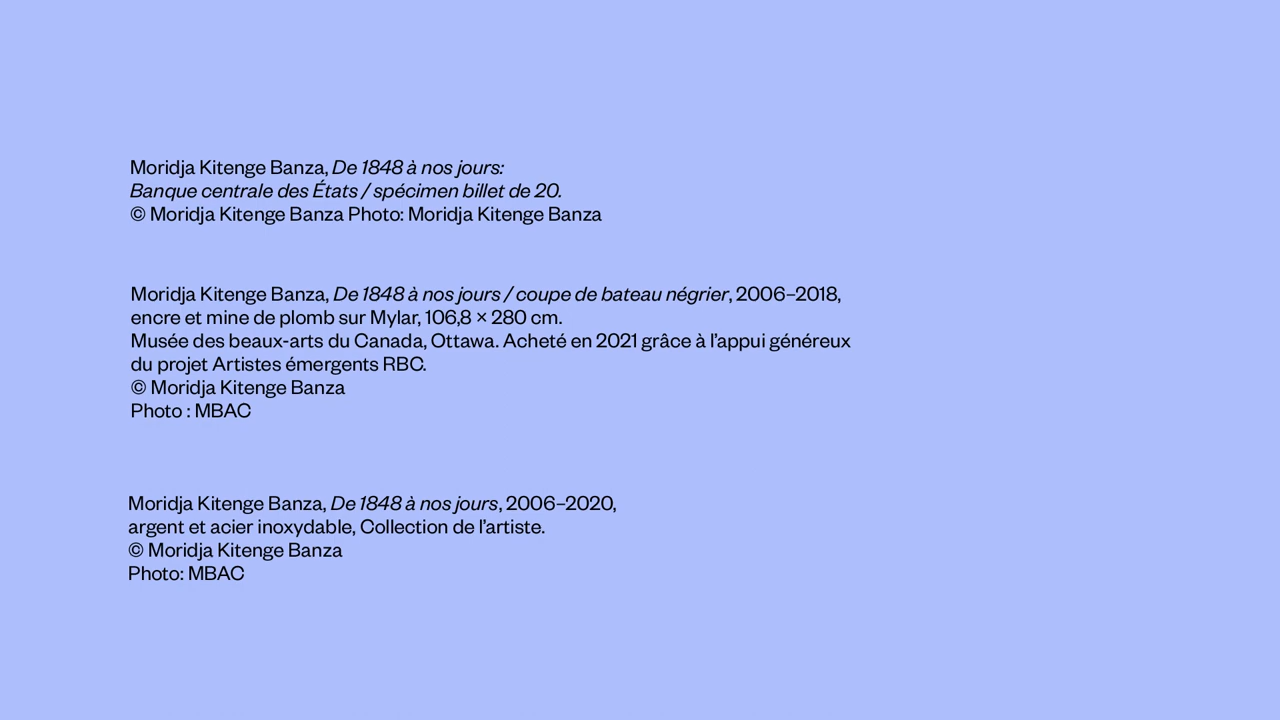 Moridja Kitenge Banza, De 1848 à nos jours:
Banque centrale des États / spécimen billet de 20.
© Moridja Kitenge Banza Photo: Moridja Kitenge Banza
Moridja Kitenge Banza, De 1848 à nos jours / coupe de bateau négrier, 2006–2018,
encre et mine de plomb sur Mylar, 106,8 × 280 cm.
Musée des beaux-arts du Canada, Ottawa. Acheté en 2021 grâce à l’appui généreux
du projet Artistes émergents RBC.
© Moridja Kitenge Banza
Photo : MBAC
Moridja Kitenge Banza, De 1848 à nos jours, 2006–2020,
argent et acier inoxydable, Collection de l’artiste.
© Moridja Kitenge Banza
Photo: MBAC